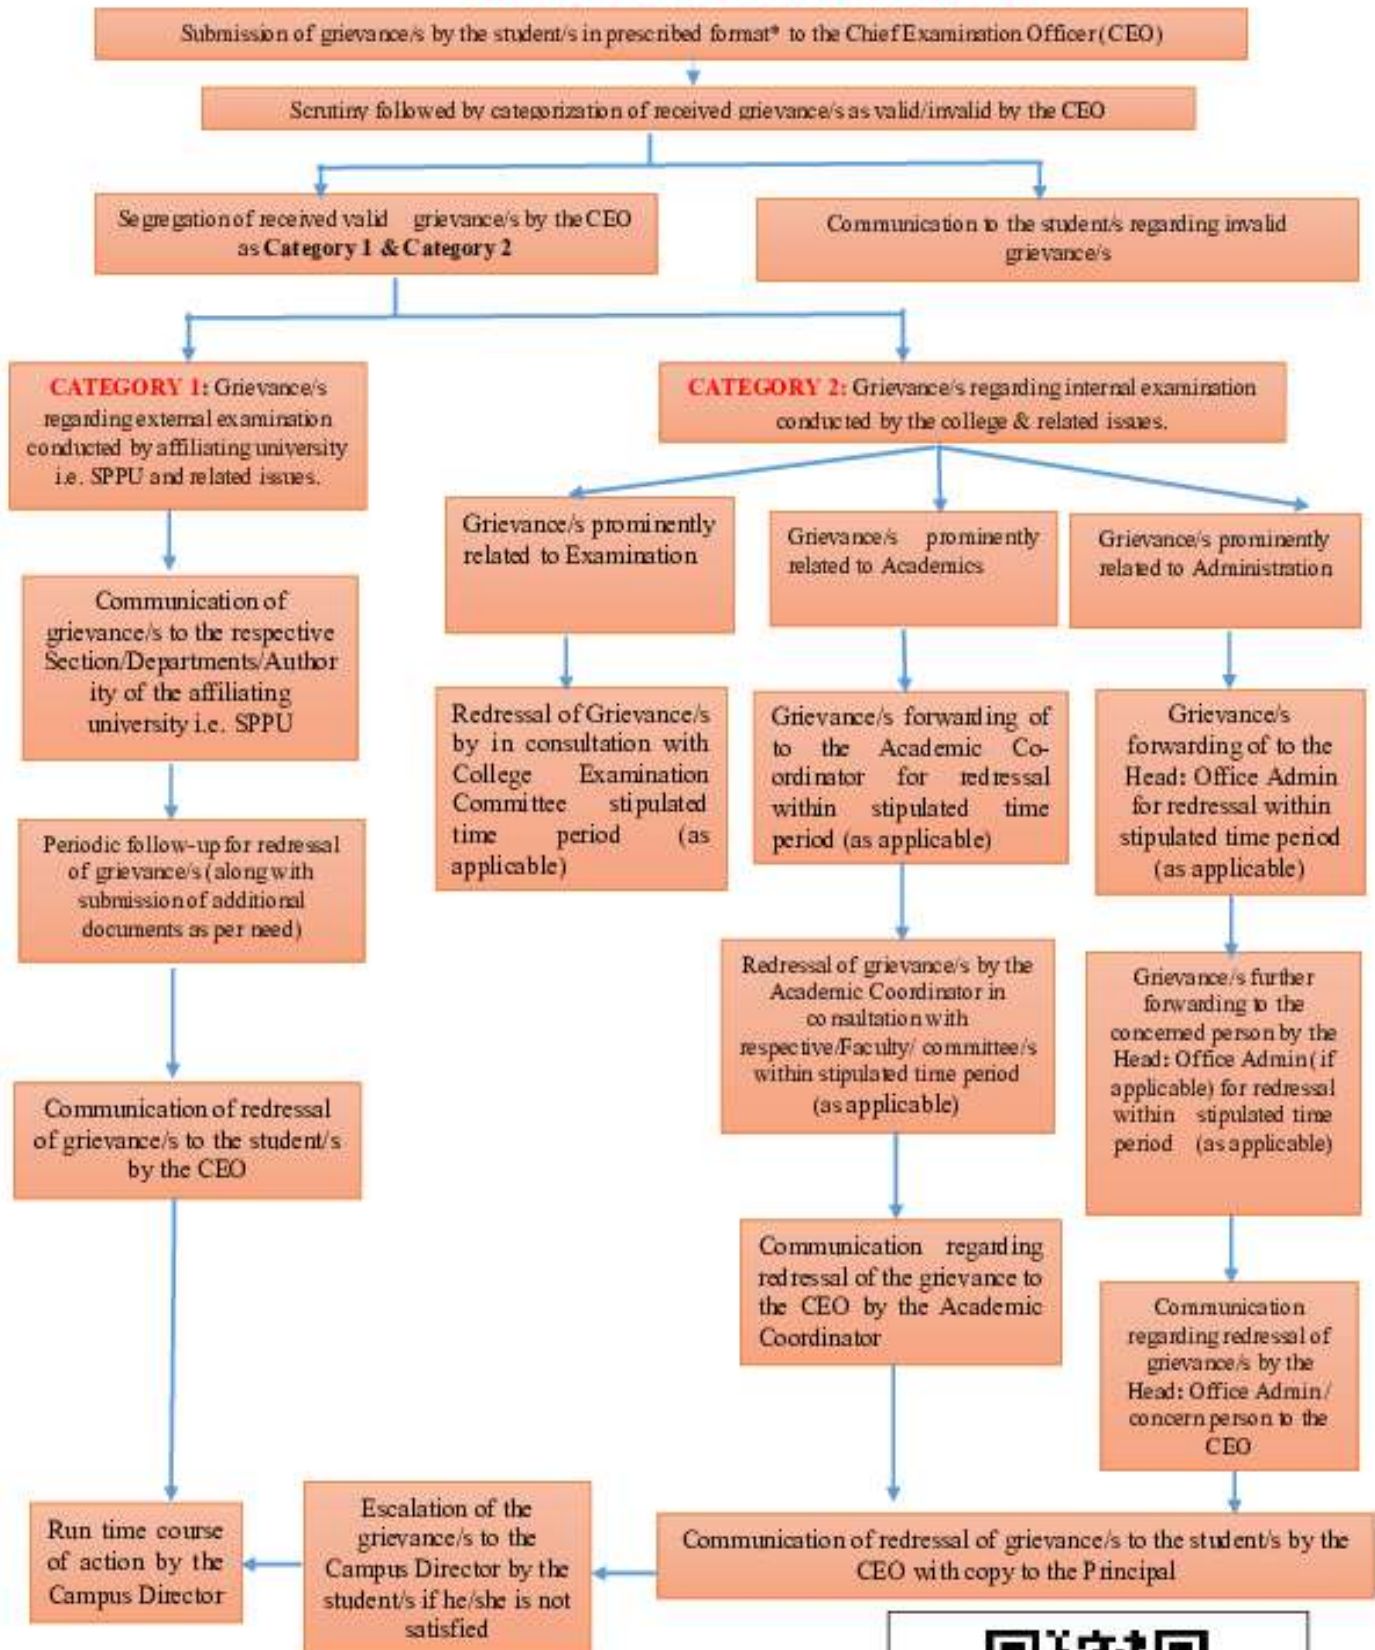 Submission of grievance/s by the student/s in prescribed format* to the Chief Examination Officer (CEO)
Scrutiny followed by categorization of received grievance/s as valid/invalid by the CEO
Segregation of received valid grievance/s by the CEO
as Category 1 & Category 2
Communication to the student/s regarding invalid
grievance/s
CATEGORY 1: Grievance/s
regarding external examination
conducted by affiliating university
i.e. SPPU and related issues.
CATEGORY 2: Grievance/s regarding internal examination
conducted by the college & related issues.
Grievance/s prominently
related to Examination
Grievance/s prominently
related to Academics
Grievance/s prominently
related to Administration
Communication of
grievance/s to the respective
Section/Departments/Author
ity of the affiliating
university i.e. SPPU
Redressal of Grievance/s
by in consultation with
College Examination
Committee stipulated
time period (as
applicable)
Grievance/s forwarding of
to the Academic Co-
ordinator for redressal
within stipulated time
period (as applicable)
Grievance/s
forwarding of to the
Head: Office Admin
for redressal within
stipulated time period
(as applicable)
Periodic follow-up for redressal
of grievance/s (along with
submission of additional
documents as per need)
Redressal of grievance/s by the
Academic Coordinator in
consultation with
respective/Faculty/ committee/s
within stipulated time period
(as applicable)
Grievance/s further
forwarding to the
concerned person by the
Head: Office Admin (if
applicable) for redressal
within stipulated time
period (as applicable)
Communication of redressal
of grievance/s to the student/s
by the CEO
Communication regarding
redressal of the grievance to
the CEO by the Academic
Coordinator
Communication
regarding redressal of
grievance/s by the
Head: Office Admin /
concern person to the
CEO
Run time course
of action by the
Campus Director
Escalation of the
grievance/s to the
Campus Director by the
student/s if he/she is not
satisfied
Communication of redressal of grievance/s to the student/s by the
CEO with copy to the Principal